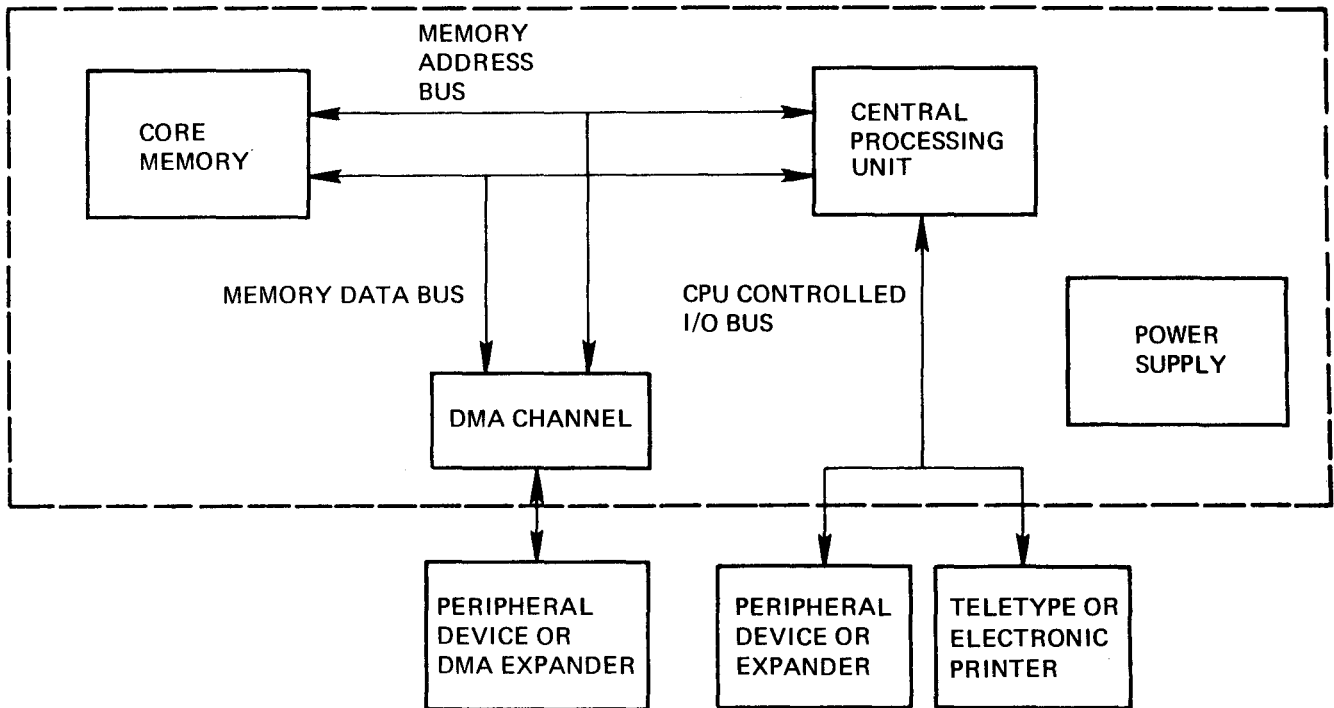 MEMORY
ADDRESS
BUS
CORE
MEMORY
CENTRAL
PROCESSING
UNIT
MEMORY DATA BUS
CPU CONTROLLED
I/O BUS
POWER
SUPPLY
DMA CHANNEL
PERIPHERAL
DEVICE OR
DMA EXPANDER
PERIPHERAL
DEVICE OR
EXPANDER
TELETYPE OR
ELECTRONIC
PRINTER